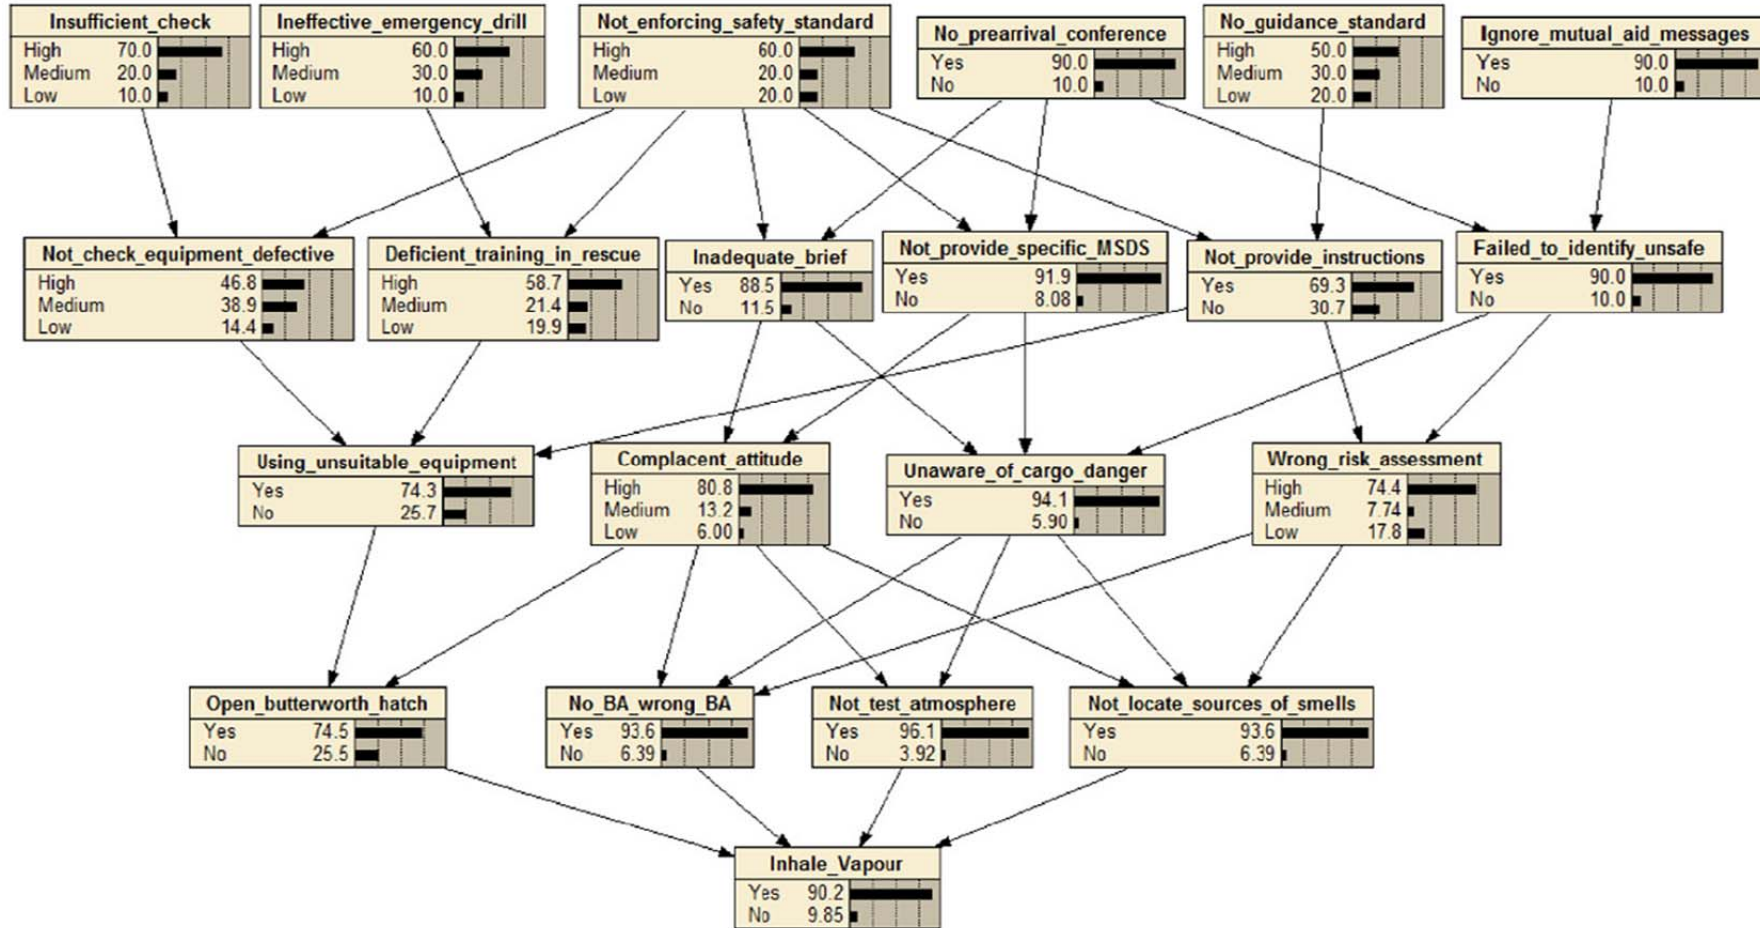 Insufficient_check
High 70.0
Medium 20.0
Low 10.0
Ineffective_emergency_drill
High 60.0
Medium 30.0
Low 10.0
Not_enforcing_safety_standard
High 60.0
Medium 20.0
Low 20.0
No_prearrival_conference
Yes 90.0
No 10.0
No_guidance_standard
High 50.0
Medium 30.0
Low 20.0
Ignore_mutual_aid_messages
Yes 90.0
No 10.0
Not_check_equipment_defective
High 46.8
Medium 38.9
Low 14.4
Deficient_training_in_rescue
High 58.7
Medium 21.4
Low 19.9
Inadequate_brief
Yes 88.5
No 11.5
Not_provide_specific_MSDS
Yes 91.9
No 8.08
Not_provide_instructions
Yes 69.3
No 30.7
Failed_to_identify_unsafe
Yes 90.0
No 10.0
Using_unsuitable_equipment
Yes 74.3
No 25.7
Complacent_attitude
High 80.8
Medium 13.2
Low 6.00
Unaware_of_cargo_danger
Yes 94.1
No 5.90
Wrong_risk_assessment
High 74.4
Medium 7.74
Low 17.8
Open_butterworth_hatch
Yes 74.5
No 25.5
No_BA_wrong_BA
Yes 93.6
No 6.39
Not_test_atmosphere
Yes 96.1
No 3.92
Not_locate_sources_of_smells
Yes 93.6
No 6.39
Inhale_Vapour
Yes 90.2
No 9.85